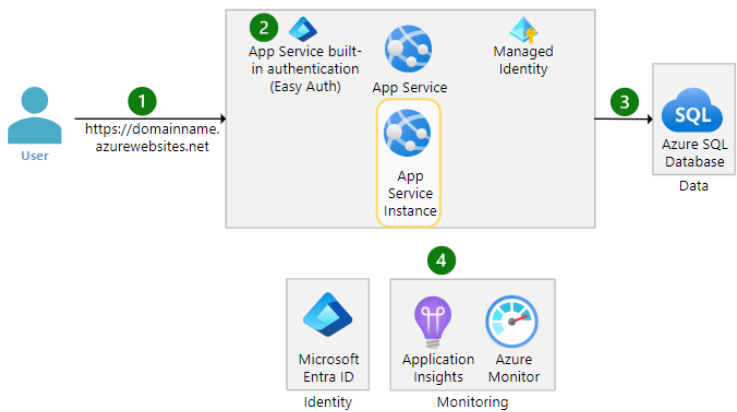 2
App Service built-
in authentication
(Easy Auth)
App Service
Managed
Identity
1
https://domainname.
azurewebsites.net
User
3
SQL
Azure SQL
Database
Data
App
Service
Instance
4
Microsoft
Entra ID
Identity
Application
Insights
Azure
Monitor
Monitoring